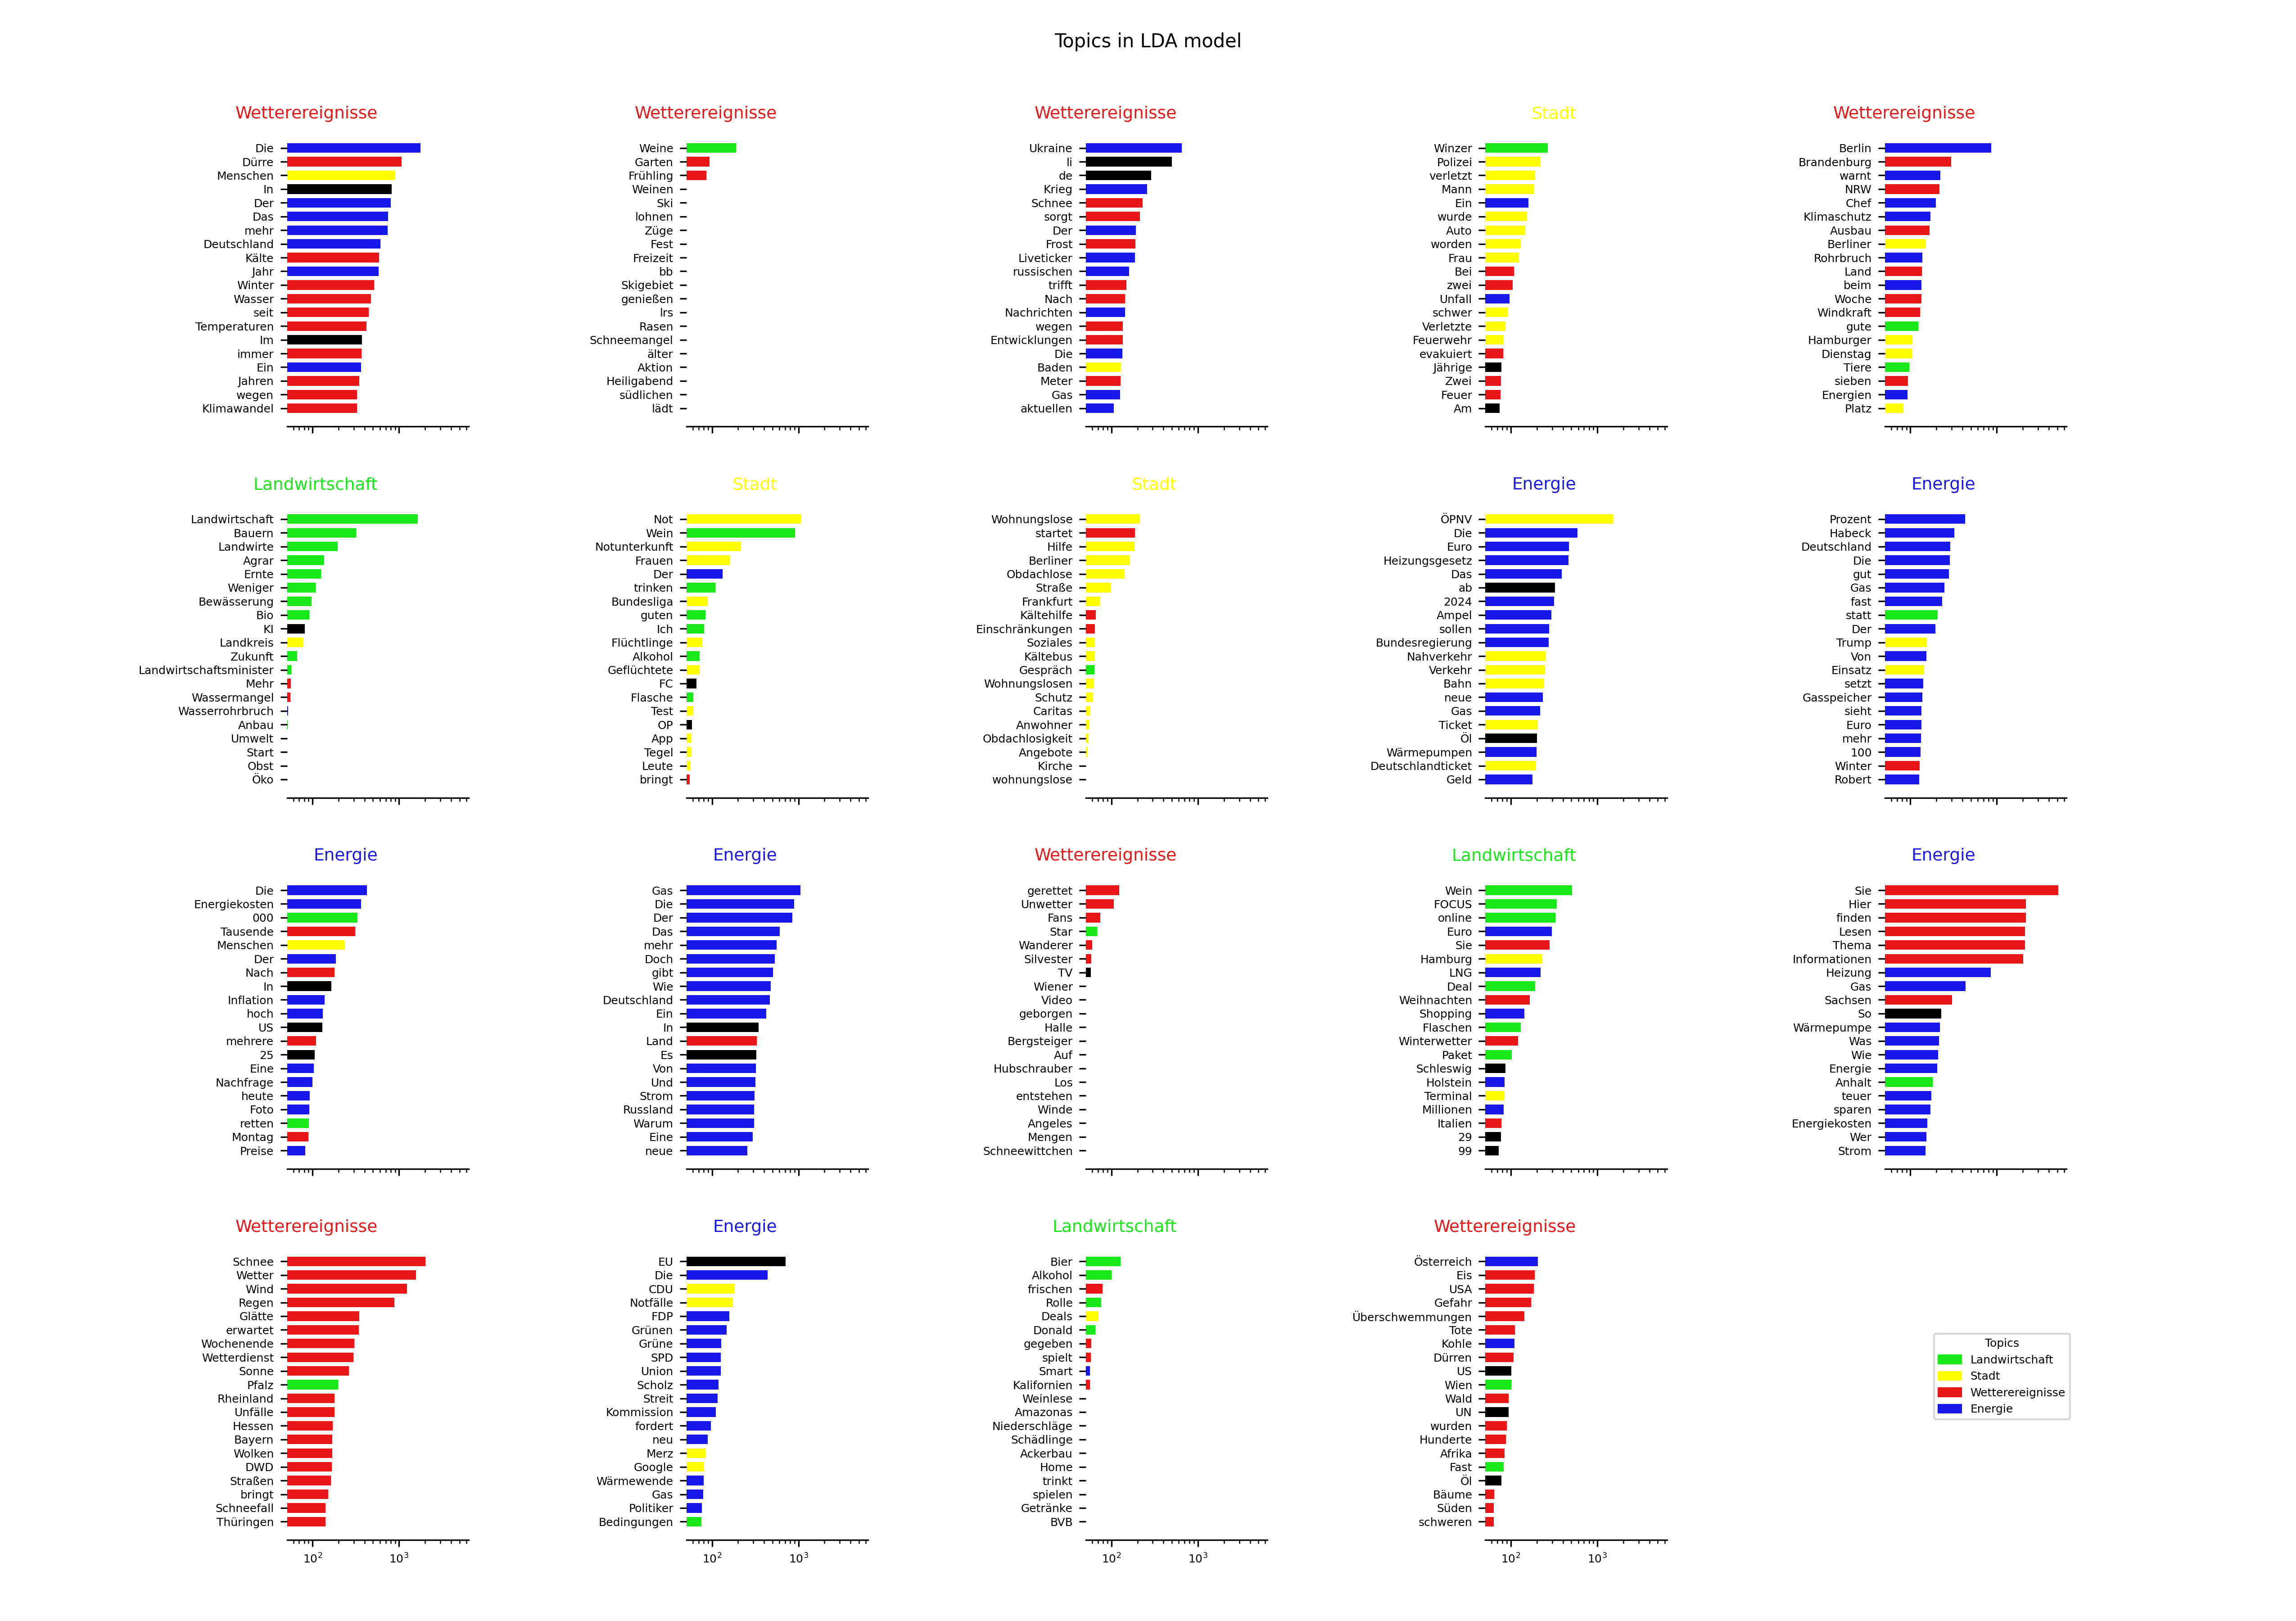 Topics in LDA model
Wetterereignisse
Die
Dürre
Menschen
In
Der
Das
mehr
Deutschland
Kälte
Jahr
Winter
Wasser
seit
Temperaturen
Im
immer
Ein
Jahren
wegen
Klimawandel
Wetterereignisse
Weine
Garten
Frühling
Weinen
Ski
lohnen
Züge
Fest
Freizeit
bb
Skigebiet
genießen
Rasen
Schneemangel
älter
Aktion
Heiligabend
südlichen
lädt
Wetterereignisse
Ukraine
de
Krieg
Schnee
sorgt
Der
Frost
Liveticker
russischen
trifft
Nach
Nachrichten
wegen
Entwicklungen
Die
Baden
Meter
Gas
aktuellen
Stadt
Winzer
Polizei
verletzt
Mann
Ein
wurde
Auto
worden
Frau
Bei
zwei
Unfall
schwer
Verletzte
Feuerwehr
evakuiert
Jährige
Zwei
Feuer
Am
Wetterereignisse
Berlin
Brandenburg
warnt
NRW
Chef
Klimaschutz
Ausbau
Berliner
Rohrbruch
Land
beim
Woche
Windkraft
gute
Hamburger
Dienstag
Tiere
sieben
Energien
Platz
Landwirtschaft
Landwirtschaft
Bauern
Landwirte
Agrar
Ernte
Weniger
Bewässerung
Bio
KI
Landkreis
Zukunft
Landwirtschaftsminister
Mehr
Wassermangel
Wasserrohrbruch
Anbau
Umwelt
Start
Obst
Öko
Stadt
Not
Wein
Notunterkunft
Frauen
Der
trinken
Bundesliga
guten
Ich
Flüchtlinge
Alkohol
Geflüchtete
FC
Flasche
Test
OP
App
Tegel
Leute
bringt
Stadt
Wohnungslose
startet
Hilfe
Berliner
Obdachlose
Straße
Frankfurt
Kältehilfe
Einschränkungen
Soziales
Kältebus
Gespräch
Wohnungslosen
Schutz
Caritas
Anwohner
Obdachlosigkeit
Angebote
Kirche
wohnungslose
Energie
ÖPNV
Die
Euro
Heizungsgesetz
Das
ab
2024
Ampel
sollen
Bundesregierung
Nahverkehr
Verkehr
Bahn
neue
Gas
Ticket
Öl
Wärmepumpen
Deutschlandticket
Geld
Energie
Prozent
Habeck
Deutschland
Die
gut
Gas
fast
statt
Der
Trump
Von
Einsatz
setzt
Gasspeicher
sieht
Euro
mehr
100
Winter
Robert
Energie
Die
Energiekosten
000
Tausende
Menschen
Der
Nach
In
Inflation
hoch
US
mehrere
25
Eine
Nachfrage
heute
Foto
retten
Montag
Preise
Energie
Gas
Die
Der
Das
mehr
Doch
gibt
Wie
Deutschland
Ein
In
Land
Es
Von
Und
Strom
Russland
Warum
Eine
neue
Wetterereignisse
gerettet
Unwetter
Fans
Star
Wanderer
Silvester
TV
Wiener
Video
geboren
Halle
Bergsteiger
Auf
Hubschrauber
Los
entstehen
Winde
Angeles
Mengen
Schneewittchen
Landwirtschaft
Wein
FOCUS
online
Euro
Sie
Hamburg
LNG
Deal
Weihnachten
Shopping
Flaschen
Winterwetter
Paket
Schleswig
Holstein
Terminal
Millionen
Italien
29
99
Energie
Sie
Hier
finden
Lesen
Thema
Informationen
Heizung
Gas
Sachsen
So
Wärmepumpe
Was
Wie
Energie
Anhalt
teuer
sparen
Energiekosten
Wer
Strom
Wetterereignisse
Schnee
Wetter
Wind
Regen
Glätte
erwartet
Wochenende
Wetterdienst
Sonne
Pfalz
Rheinland
Unfälle
Hessen
Bayern
Wolken
DWD
Straßen
bringt
Schneefall
Thüringen
10² 10³
Energie
EU
Die
CDU
Notfälle
FDP
Grünen
Grüne
SPD
Union
Scholz
Streit
Kommission
fordert
neu
Merz
Google
Wärmewende
Gas
Politiker
Bedingungen
10² 10³
Landwirtschaft
Bier
Alkohol
frischen
Rolle
Deals
Donald
gegeben
spielt
Smart
Kalifornien
Weinlese
Amazonas
Niederschläge
Schädlinge
Ackerbau
Home
trinkt
spielen
Getränke
BVB
10² 10³
Wetterereignisse
Österreich
Eis
USA
Gefahr
Überschwemmungen
Tote
Kohle
Dürren
US
Wien
Wald
UN
wurden
Hunderte
Afrika
Fast
Öl
Bäume
Süden
schweren
10² 10³
Topics
Landwirtschaft
Stadt
Wetterereignisse
Energie